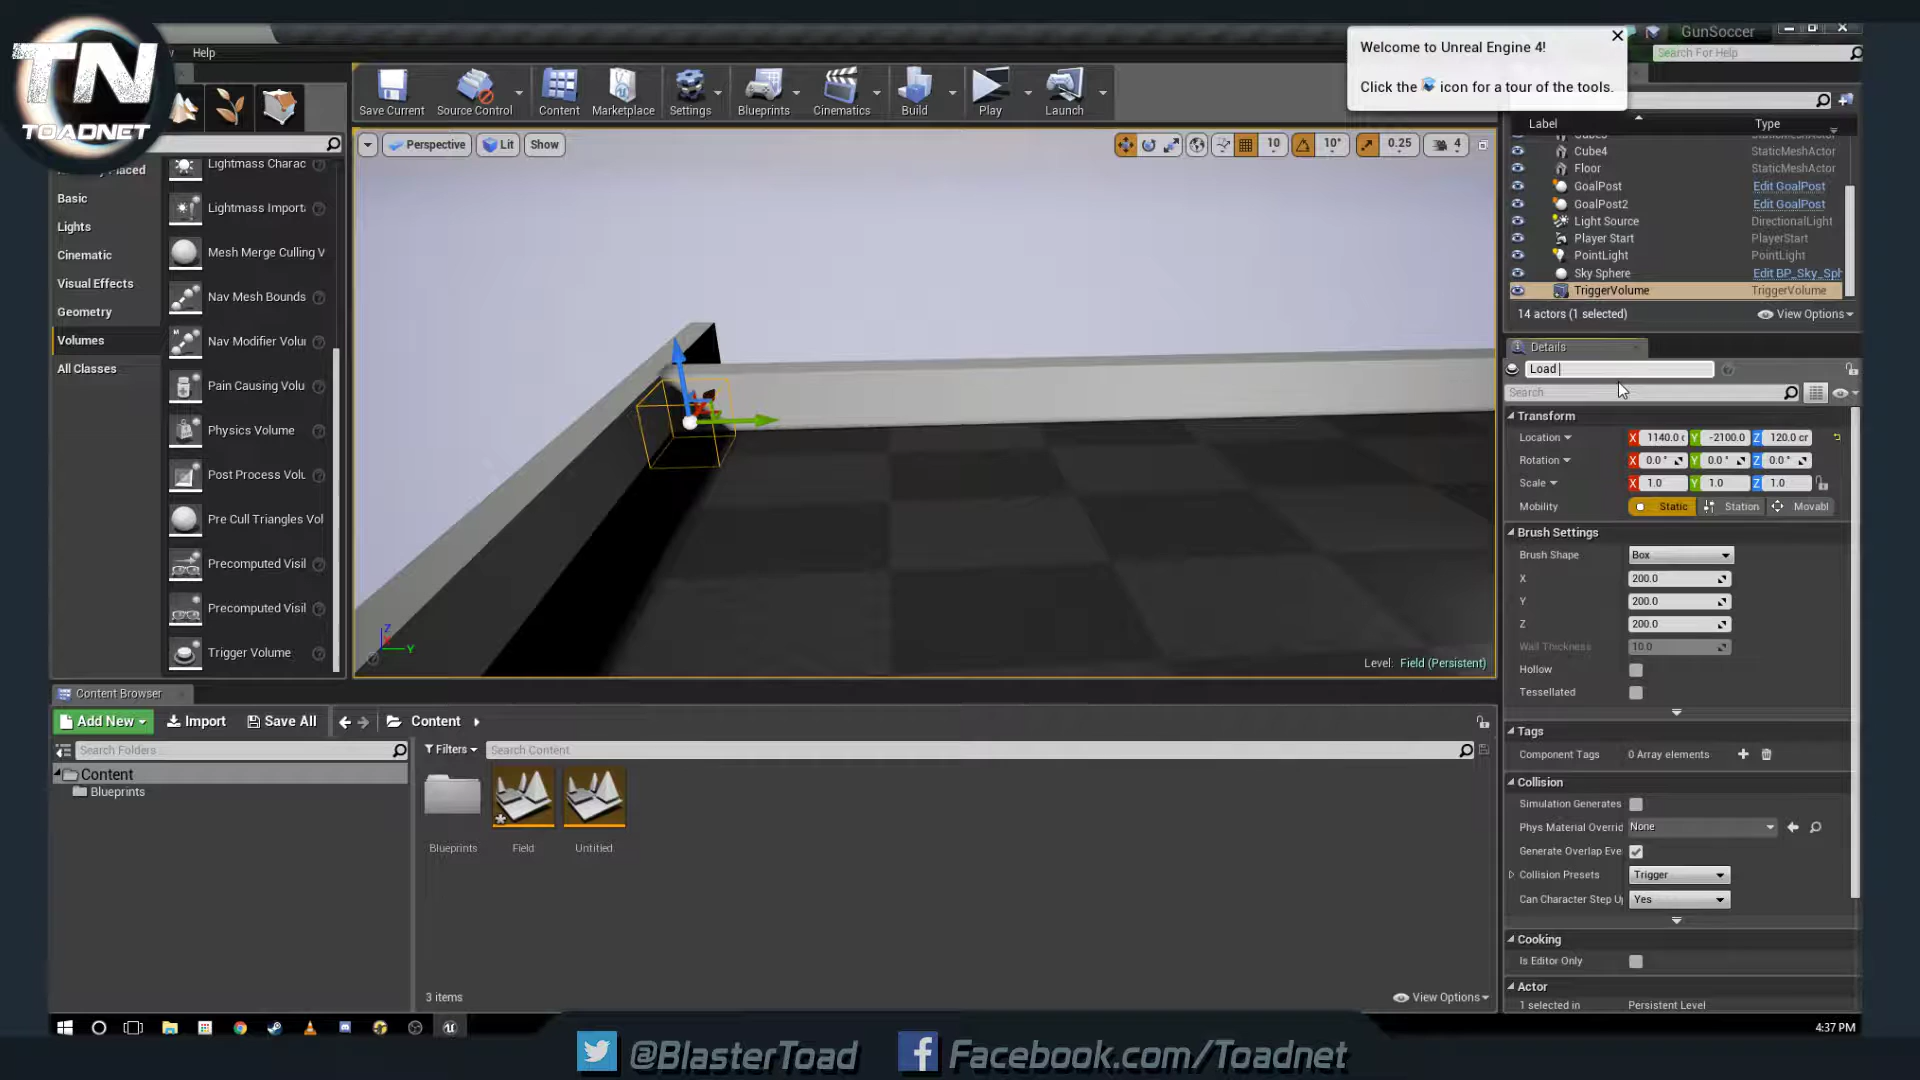 TN
TOADNET
Help
GunSoccer
Search For Help
Welcome to Unreal Engine 4!
Click the icon for a tour of the tools.
Save Current
Source Control
Content
Marketplace
Settings
Blueprints
Cinematics
Build
Play
Launch
Perspective
Lit
Show
10
10°
0.25
4
Basic
Lights
Cinematic
Visual Effects
Geometry
Volumes
All Classes
Lightmass Charac
Lightmass Import
Mesh Merge Culling V
Nav Mesh Bounds
Nav Modifier Volu
Pain Causing Volu
Physics Volume
Post Process Volu
Pre Cull Triangles Vol
Precomputed Visil
Precomputed Visil
Trigger Volume
Z
Y
Level: Field (Persistent)
Label
Type
Cube4 StaticMeshActor
Floor StaticMeshActor
GoalPost Edit GoalPost
GoalPost2 Edit GoalPost
Light Source DirectionalLight
Player Start PlayerStart
PointLight PointLight
Sky Sphere Edit BP_Sky_Sph
TriggerVolume TriggerVolume
14 actors (1 selected)
View Options
Details
Load
Search
Transform
Location X 1140.0 c Y -2100.0 Z 120.0 cr
Rotation X 0.0 ° Y 0.0 ° Z 0.0 °
Scale X 1.0 Y 1.0 Z 1.0
Mobility Static Station Movabl
Brush Settings
Brush Shape Box
X 200.0
Y 200.0
Z 200.0
Wall Thickness 10.0
Hollow
Tessellated
Tags
Component Tags 0 Array elements
Collision
Simulation Generates
Phys Material Overrid None
Generate Overlap Eve
Collision Presets Trigger
Can Character Step U Yes
Cooking
Is Editor Only
Actor
1 selected in Persistent Level
Content Browser
Add New
Import
Save All
Content
Search Folders
Filters
Search Content
Content
Blueprints
Blueprints
Field
Untitled
3 items
View Options
4:37 PM
@BlasterToad
Facebook.com/Toadnet